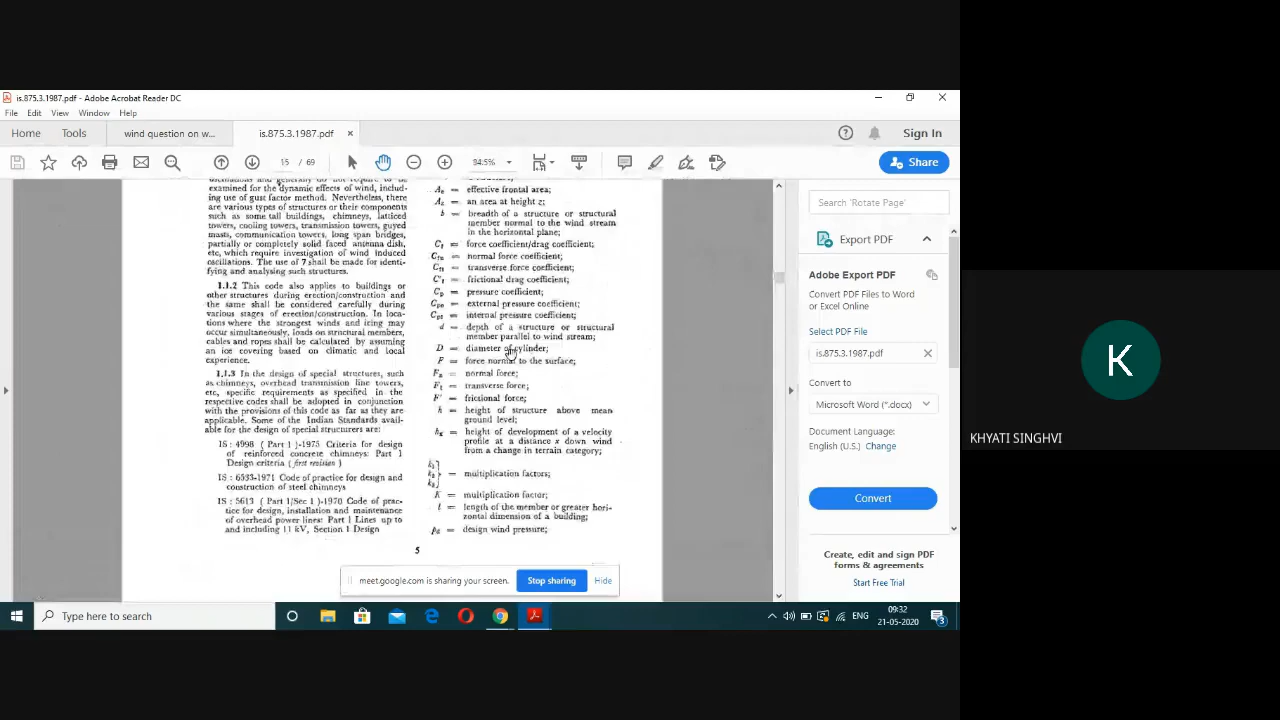 is.875.3.1987.pdf - Adobe Acrobat Reader DC
File Edit View Window Help
Home Tools wind question on w... is.875.3.1987.pdf × Sign In
15 / 69 94.5% Share
examined for the dynamic effects of wind, includ-
ing use of gust factor method. Nevertheless, there
are various types of structures or their components
such as some tall buildings, chimneys, latticed
towers, cooling towers, transmission towers, guyed
masts, communication towers, long span bridges,
partially or completely solid faced antenna dish,
etc, which require investigation of wind induced
oscillations. The use of 7 shall be made for identi-
fying and analysing such structures.
1.1.2 This code also applies to buildings or
other structures during erection/construction and
the same shall be considered carefully during
various stages of erection/construction. In loca-
tions where the strongest winds and icing may
occur simultaneously, loads on structural members,
cables and ropes shall be calculated by assuming
an ice covering based on climatic and local
experience.
1.1.3 In the design of special structures, such
as chimneys, overhead transmission line towers,
etc, specific requirements as specified in the
respective codes shall be adopted in conjunction
with the provisions of this code as far as they are
applicable. Some of the Indian Standards avail-
able for the design of special structures are:
IS : 4998 ( Part 1 )-1975 Criteria for design
of reinforced concrete chimneys: Part 1
Design criteria ( first revision )
IS : 6533-1971 Code of practice for design and
construction of steel chimneys
IS : 5613 ( Part 1/Sec 1 )-1970 Code of prac-
tice for design, installation and maintenance
of overhead power lines: Part 1 Lines up to
and including 11 kV, Section 1 Design
= effective frontal area;
= an area at height z;
b = breadth of a structure or structural
member normal to the wind stream
in the horizontal plane;
Cf = force coefficient/drag coefficient;
Cfn = normal force coefficient;
Cft = transverse force coefficient;
C'f = frictional drag coefficient;
Cp = pressure coefficient;
Cpe = external pressure coefficient;
Cpi = internal pressure coefficient;
d = depth of a structure or structural
member parallel to wind stream;
D = diameter of cylinder;
F = force normal to the surface;
Fn = normal force;
Ft = transverse force;
F' = frictional force;
h = height of structure above mean
ground level;
= height of development of a velocity
profile at a distance x down wind
from a change in terrain category;
k1
k2
k3
= multiplication factors;
K = multiplication factor;
l = length of the member or greater hori-
zontal dimension of a building;
pd = design wind pressure;
5
Search 'Rotate Page'
Export PDF
Adobe Export PDF
Convert PDF Files to Word
or Excel Online
Select PDF File
is.875.3.1987.pdf
Convert to
Microsoft Word (*.docx)
Document Language:
English (U.S.) Change
Convert
Create, edit and sign PDF
forms & agreements
Start Free Trial
meet.google.com is sharing your screen. Stop sharing Hide
Type here to search
ENG
09:32
21-05-2020
3
K
KHYATI SINGHVI